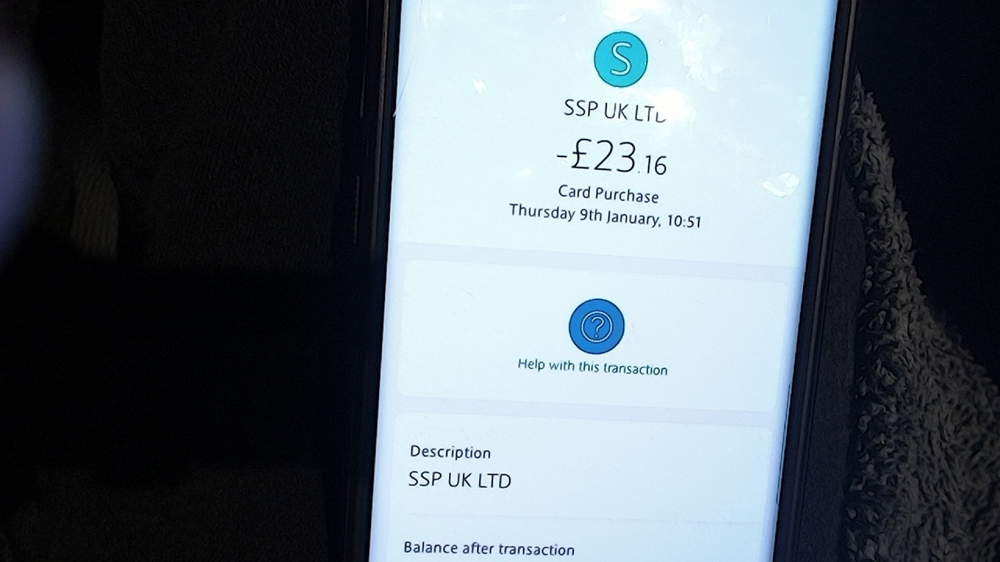 S
SSP UK LTD
-£23.16
Card Purchase
Thursday 9th January, 10:51
?
Help with this transaction
Description
SSP UK LTD
Balance after transaction